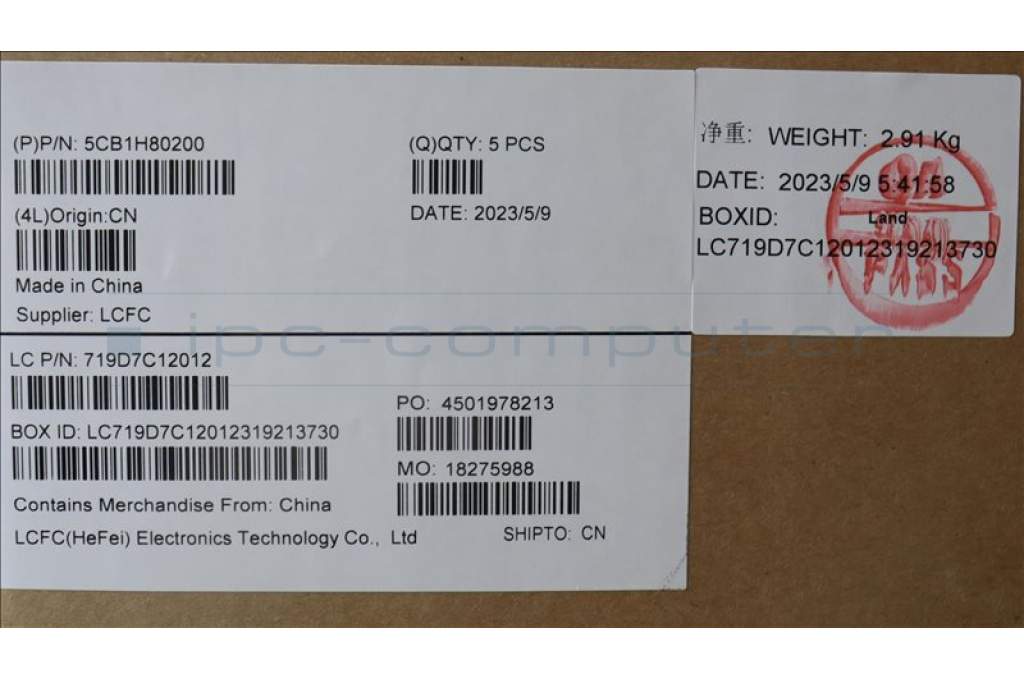 (P)P/N: 5CB1H80200
(Q)QTY: 5 PCS
(4L)Origin:CN
DATE: 2023/5/9
Made in China
Supplier: LCFC
净重: WEIGHT: 2.91 Kg
DATE: 2023/5/9 5:41:58
BOXID: Land
LC719D7C12012319213730
PASS
ipc-computer
LC P/N: 719D7C12012
PO: 4501978213
BOX ID: LC719D7C12012319213730
MO: 18275988
Contains Merchandise From: China
LCFC(HeFei) Electronics Technology Co., Ltd
SHIPTO: CN